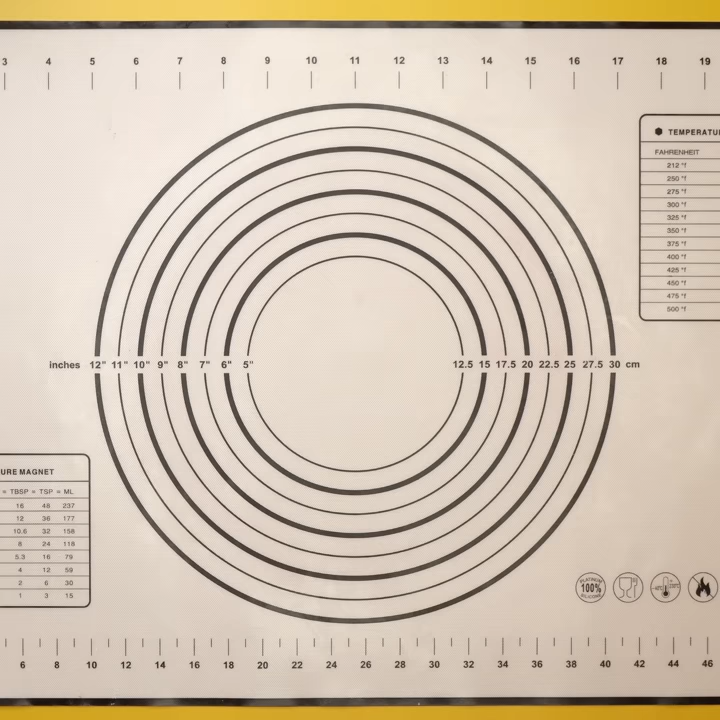 3 4 5 6 7 8 9 10 11 12 13 14 15 16 17 18 19
TEMPERATU
FAHRENHEIT
212 °f
250 °f
275 °f
300 °f
325 °f
350 °f
375 °f
400 °f
425 °f
450 °f
475 °f
500 °f
inches 12" 11" 10" 9" 8" 7" 6" 5" 12.5 15 17.5 20 22.5 25 27.5 30 cm
URE MAGNET
= TBSP = TSP = ML
16 48 237
12 36 177
10.6 32 158
8 24 118
5.3 16 79
4 12 59
2 6 30
1 3 15
PLATINUM
100%
SILICONE
6 8 10 12 14 16 18 20 22 24 26 28 30 32 34 36 38 40 42 44 46